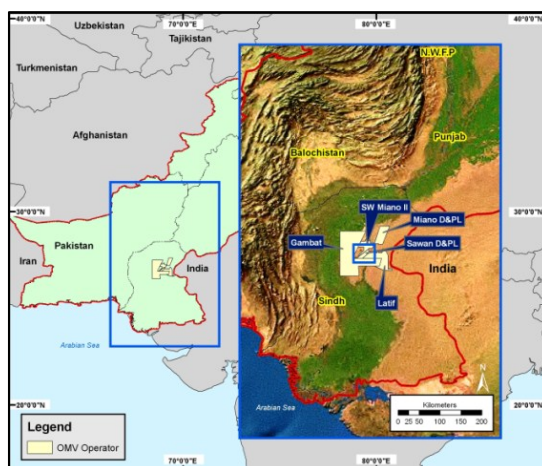 70°0'0"E
80°0'0"E
40°0'0"N
40°0'0"N
Uzbekistan
Tajikistan
Turkmenistan
Afghanistan
N.W.F.P
Punjab
Balochistan
SW Miano II
Miano D&PL
30°0'0"N
30°0'0"N
Gambat
Sawan D&PL
Pakistan
India
India
Iran
Sindh
Latif
Arabian Sea
N
Kilometers
0 50 100 150 200
Arabian Sea
20°0'0"N
20°0'0"N
Legend
OMV Operator
70°0'0"E
80°0'0"E